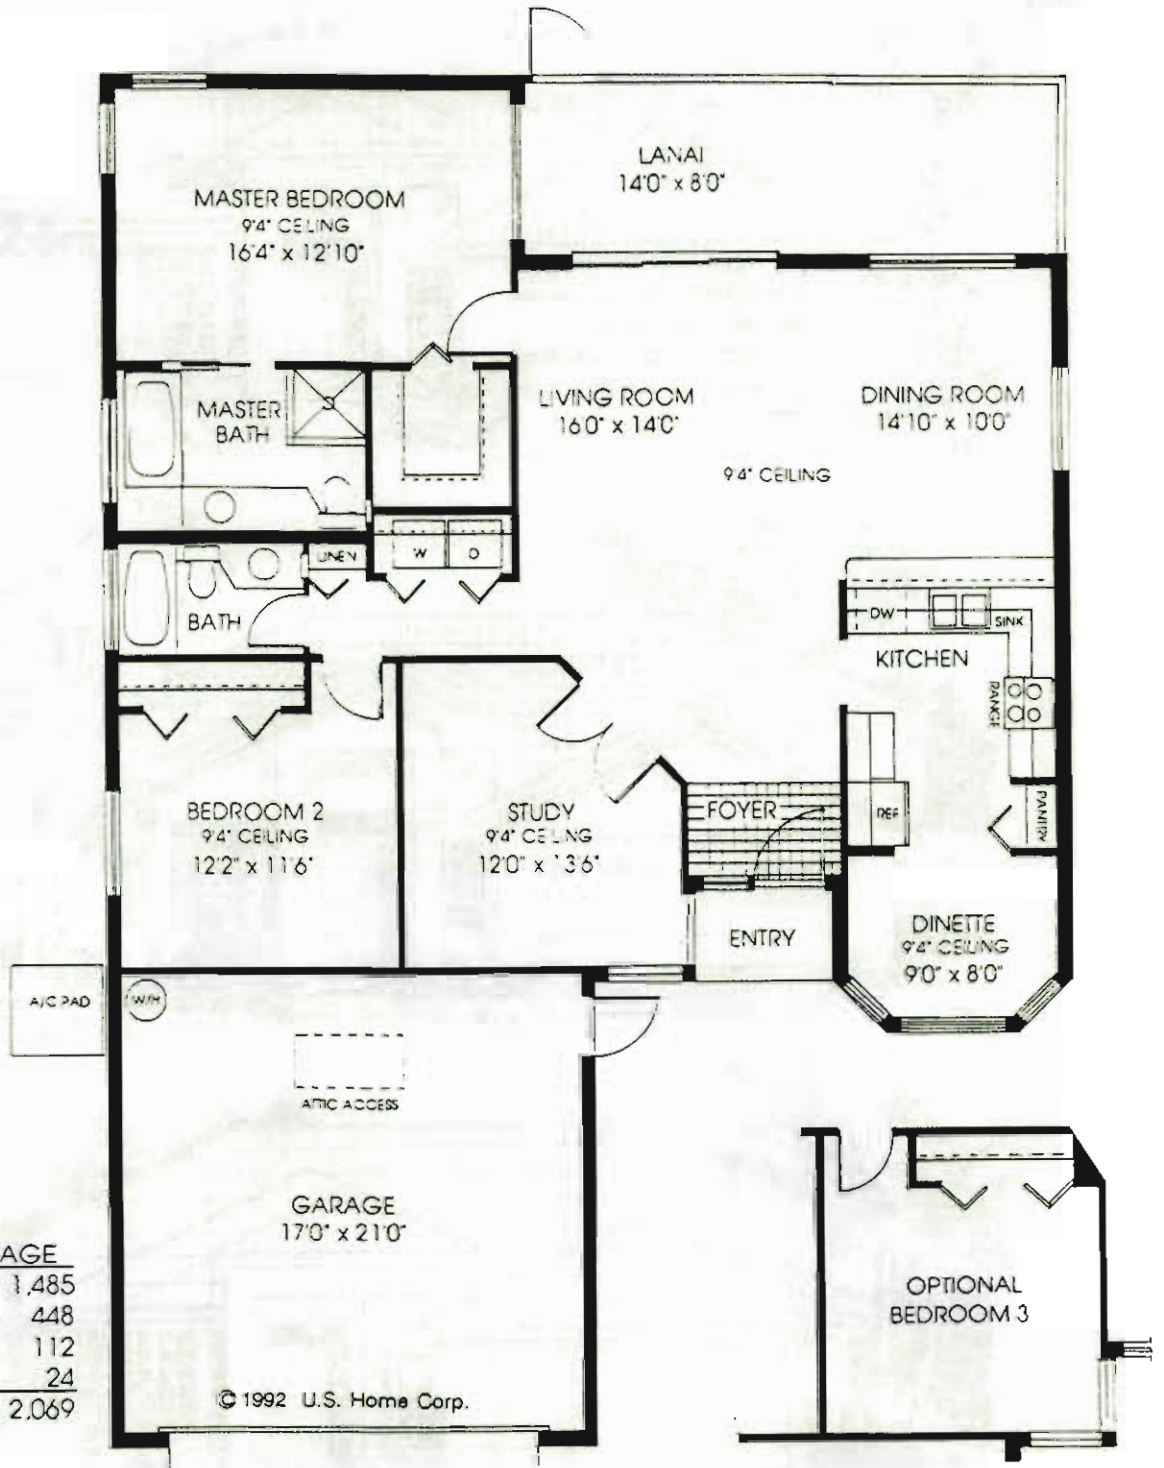 LANAI
14'0" x 8'0"
MASTER BEDROOM
9'4" CEILING
16'4" x 12'10"
LIVING ROOM
16'0" x 14'0"
DINING ROOM
14'10" x 10'0"
9'4" CEILING
MASTER
BATH
S
LINEN
W
D
BATH
DW
SINK
KITCHEN
RANGE
BEDROOM 2
9'4" CEILING
12'2" x 11'6"
STUDY
9'4" CEILING
12'0" x 13'6"
FOYER
REF
PANTRY
ENTRY
DINETTE
9'4" CEILING
9'0" x 8'0"
A/C PAD
W/H
ATTIC ACCESS
GARAGE
17'0" x 21'0"
OPTIONAL
BEDROOM 3
AGE
1,485
448
112
24
2,069
© 1992 U.S. Home Corp.